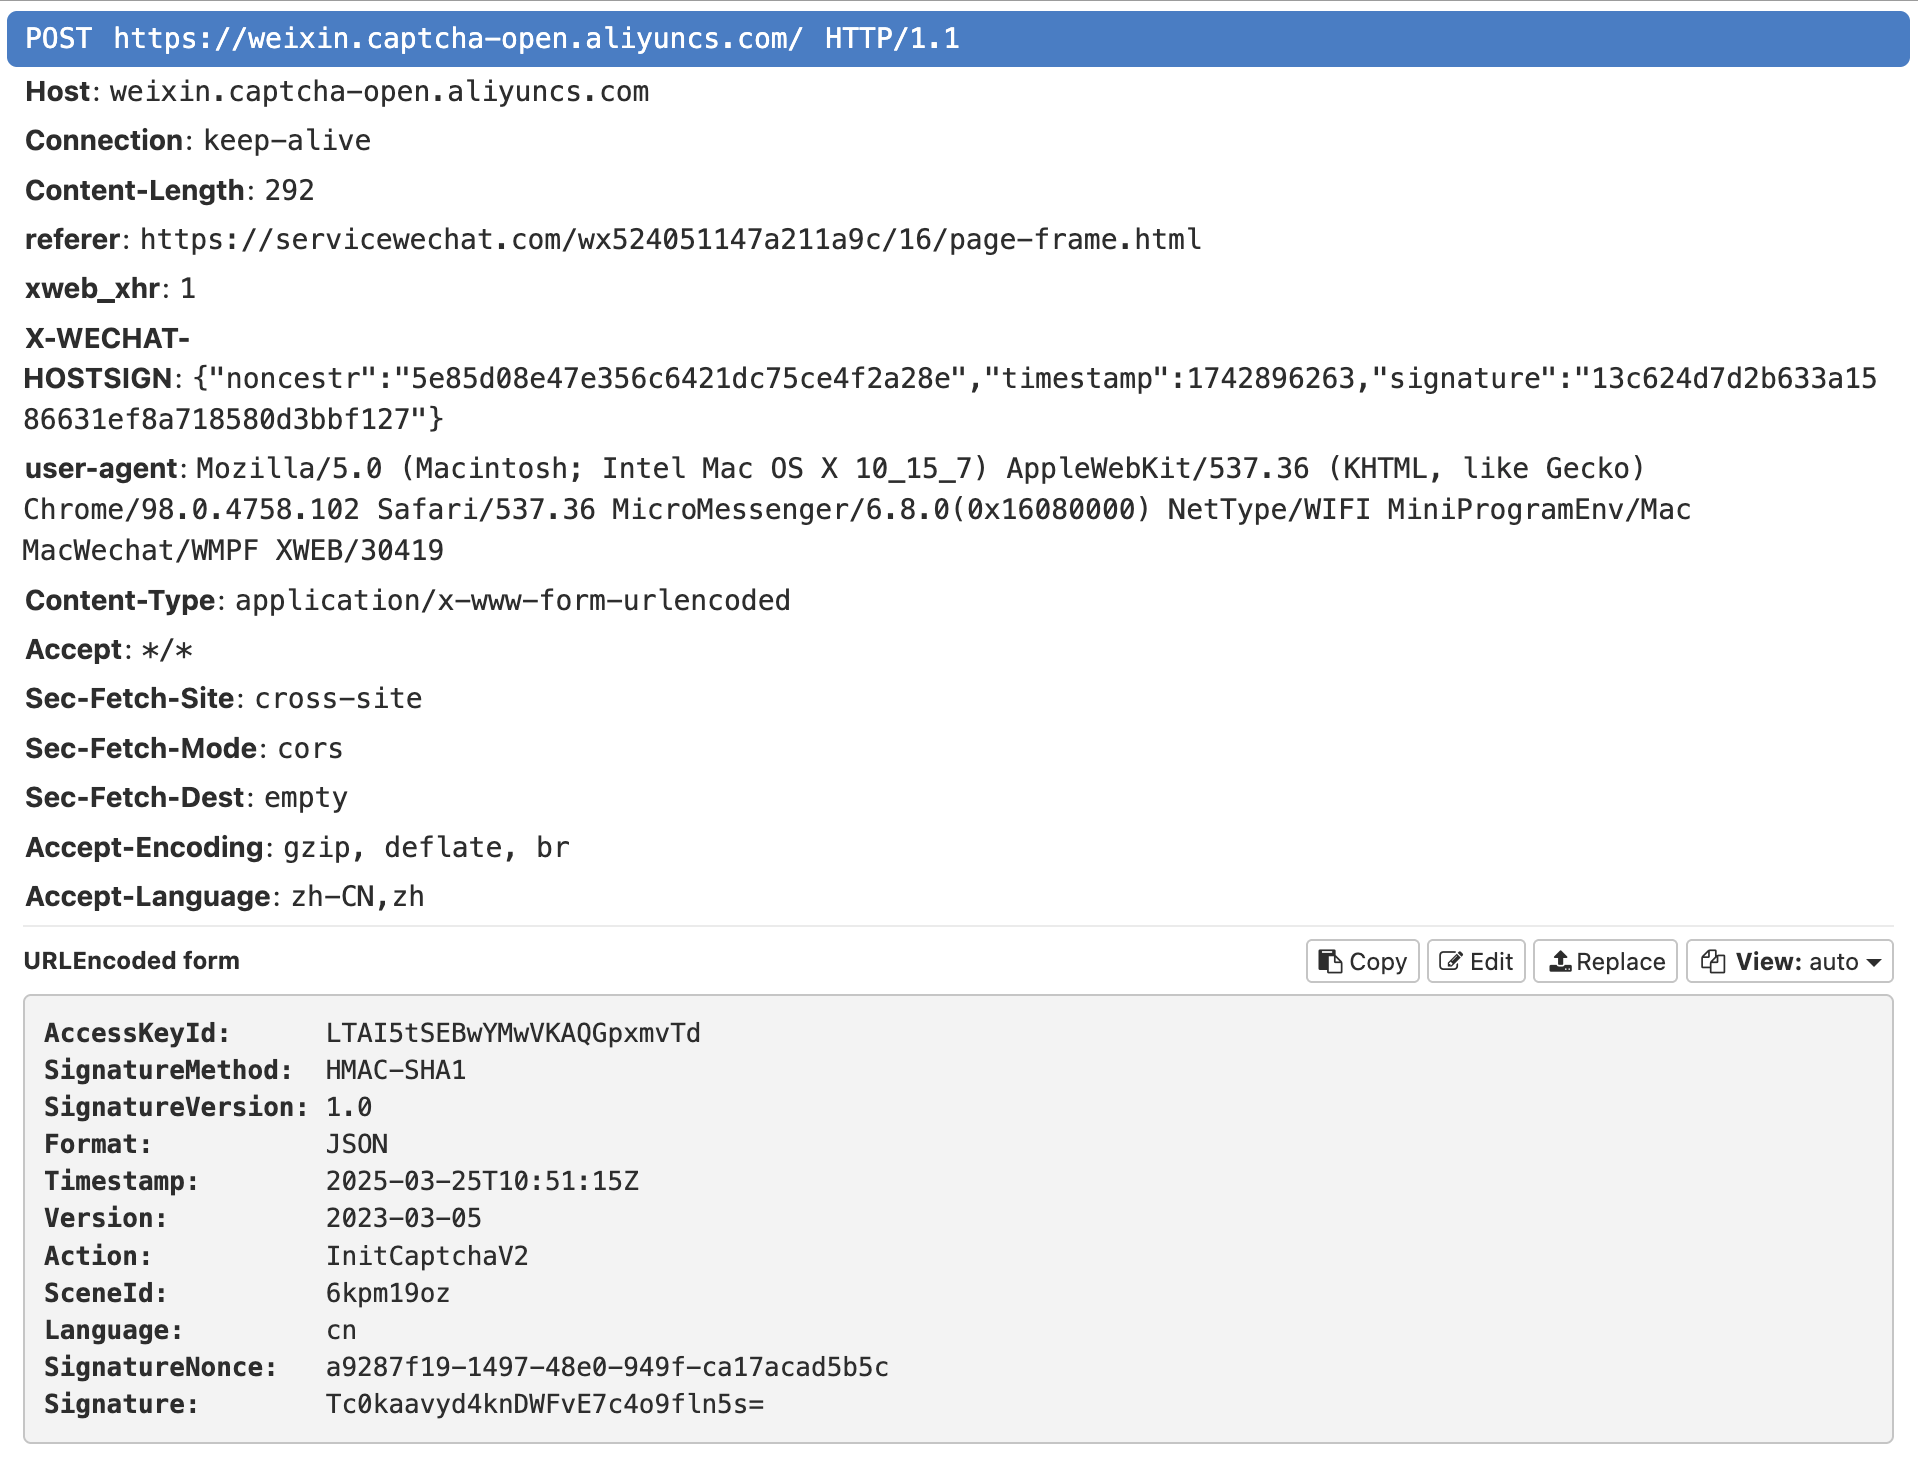 POST https://weixin.captcha-open.aliyuncs.com/ HTTP/1.1
Host: weixin.captcha-open.aliyuncs.com
Connection: keep-alive
Content-Length: 292
referer: https://servicewechat.com/wx524051147a211a9c/16/page-frame.html
xweb_xhr: 1
X-WECHAT-
HOSTSIGN: {"noncestr":"5e85d08e47e356c6421dc75ce4f2a28e","timestamp":1742896263,"signature":"13c624d7d2b633a15
86631ef8a718580d3bbf127"}
user-agent: Mozilla/5.0 (Macintosh; Intel Mac OS X 10_15_7) AppleWebKit/537.36 (KHTML, like Gecko)
Chrome/98.0.4758.102 Safari/537.36 MicroMessenger/6.8.0(0x16080000) NetType/WIFI MiniProgramEnv/Mac
MacWechat/WMPF XWEB/30419
Content-Type: application/x-www-form-urlencoded
Accept: */*
Sec-Fetch-Site: cross-site
Sec-Fetch-Mode: cors
Sec-Fetch-Dest: empty
Accept-Encoding: gzip, deflate, br
Accept-Language: zh-CN,zh
URLEncoded form Copy Edit Replace View: auto
AccessKeyId: LTAI5tSEBwYMwVKAQGpxmvTd
SignatureMethod: HMAC-SHA1
SignatureVersion: 1.0
Format: JSON
Timestamp: 2025-03-25T10:51:15Z
Version: 2023-03-05
Action: InitCaptchaV2
SceneId: 6kpm19oz
Language: cn
SignatureNonce: a9287f19-1497-48e0-949f-ca17acad5b5c
Signature: Tc0kaavyd4knDWFvE7c4o9fln5s=